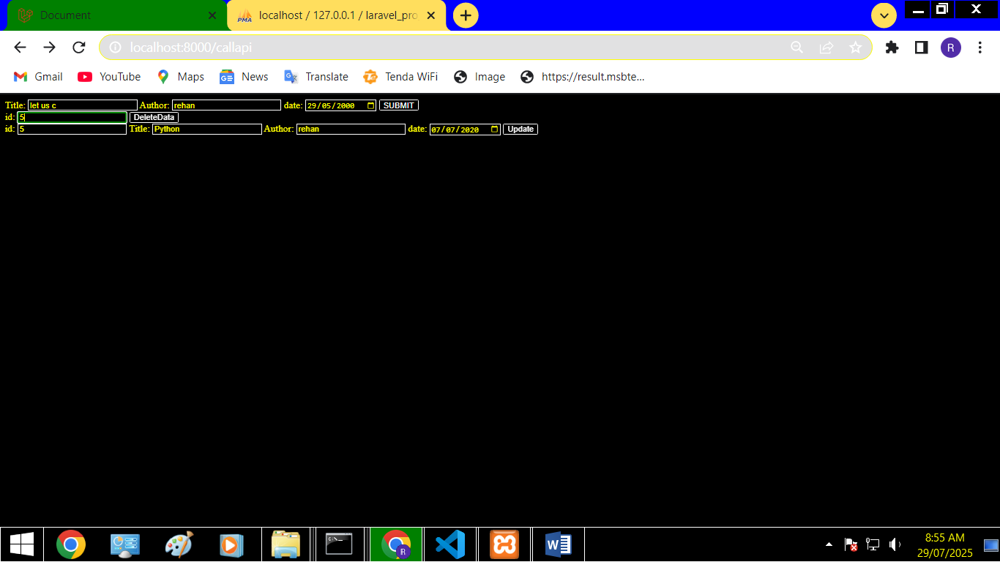 Document
PMA localhost / 127.0.0.1 / laravel_pro
localhost:8000/callapi
R
Gmail YouTube Maps News Translate Tenda WiFi Image https://result.msbte...
Title: let us c Author: rehan date: 29/05/2000 SUBMIT
id: 5 DeleteData
id: 5 Title: Python Author: rehan date: 07/07/2020 Update
8:55 AM
29/07/2025